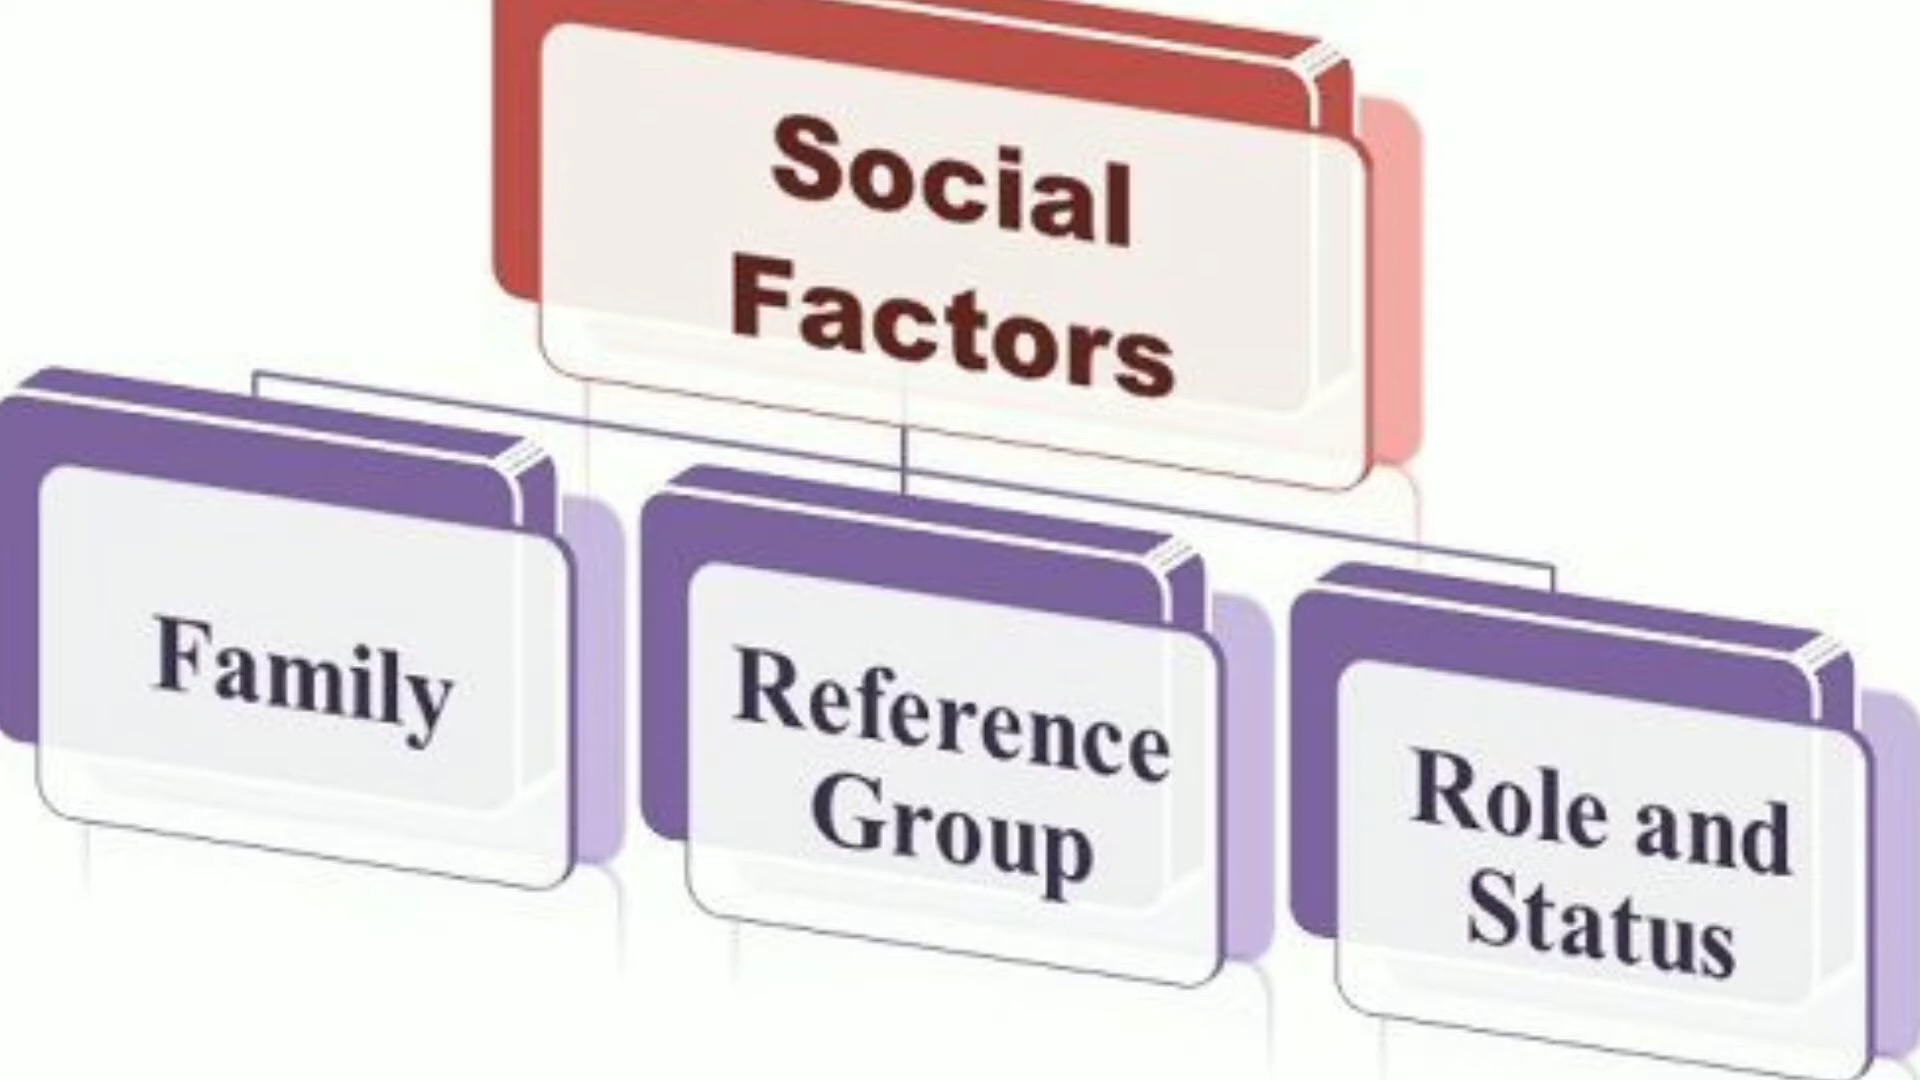 Social
Factors
Family
Reference
Group
Role and
Status